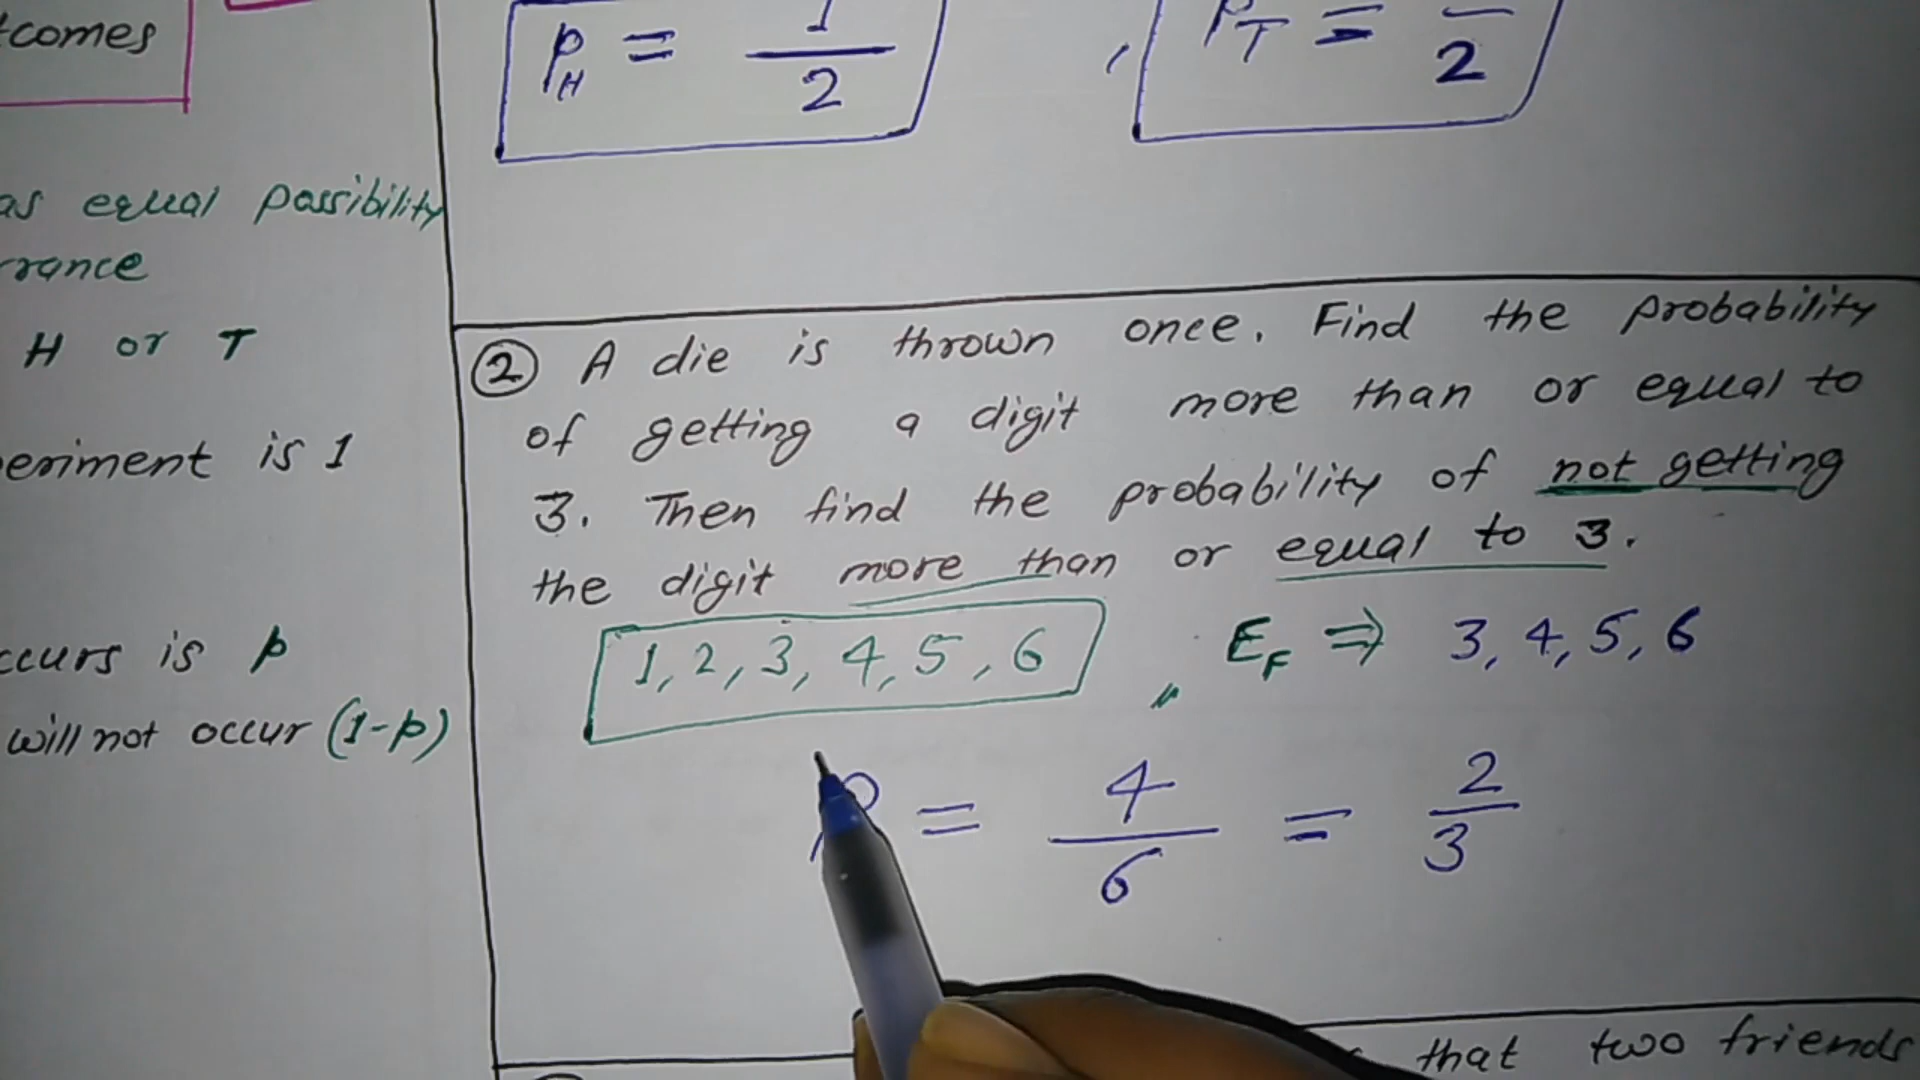 comes
as equal possibility
rance
H or T
eriment is 1
ccurs is p
will not occur (1-p)
p_H = 1/2 , p_T = /2
② A die is thrown once. Find the probability
of getting a digit more than or equal to
3. Then find the probability of not getting
the digit more than or equal to 3.
1, 2, 3, 4, 5, 6 ,, E_F ⇒ 3, 4, 5, 6
p = 4/6 = 2/3
that two friends